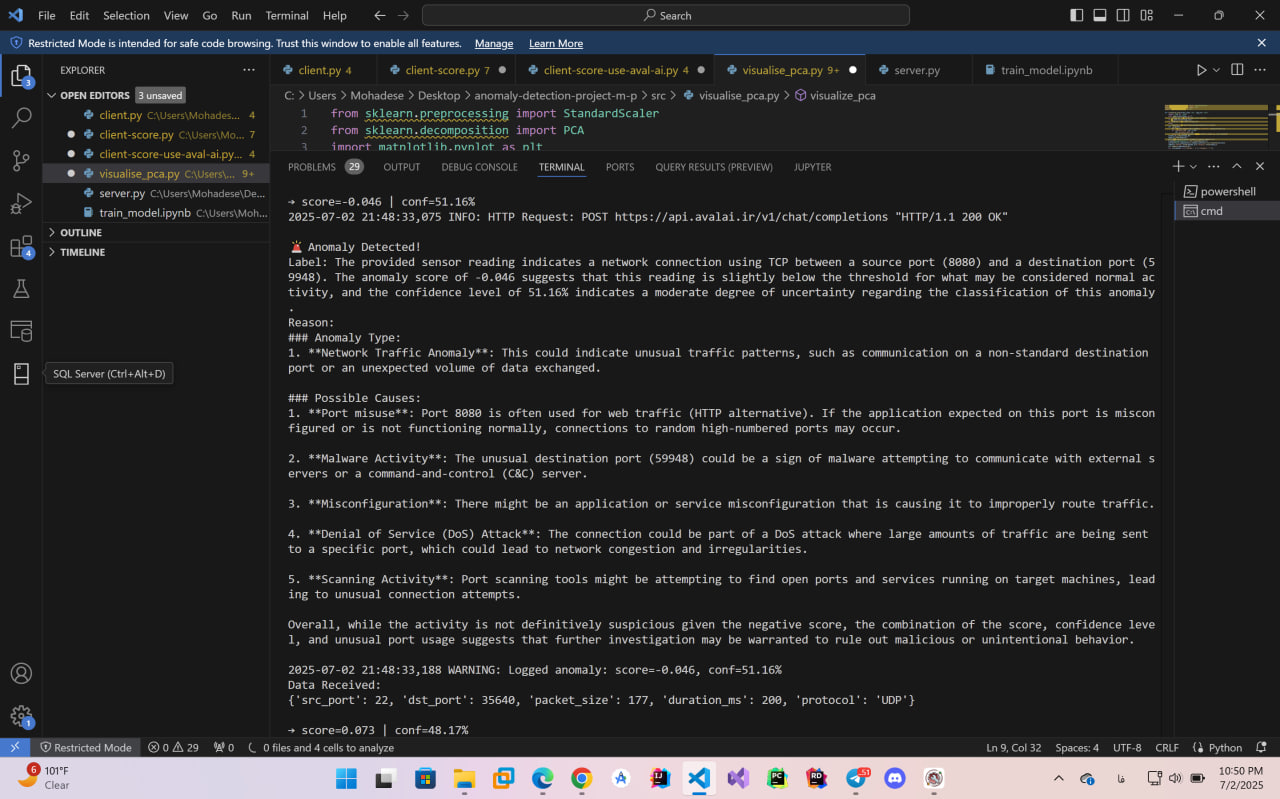 File Edit Selection View Go Run Terminal Help
Search
Restricted Mode is intended for safe code browsing. Trust this window to enable all features. Manage Learn More
EXPLORER
OPEN EDITORS 3 unsaved
client.py C:\Users\Mohades... 4
client-score.py C:\Users\Mo... 7
client-score-use-aval-ai.py... 4
visualise_pca.py C:\Users\... 9+
server.py C:\Users\Mohadese\De...
train_model.ipynb C:\Users\Moh...
OUTLINE
TIMELINE
3
4
1
SQL Server (Ctrl+Alt+D)
client.py 4
client-score.py 7
client-score-use-aval-ai.py 4
visualise_pca.py 9+
server.py
train_model.ipynb
C: > Users > Mohadese > Desktop > anomaly-detection-project-m-p > src > visualise_pca.py > visualize_pca
1 from sklearn.preprocessing import StandardScaler
2 from sklearn.decomposition import PCA
3 import matplotlib.pyplot as plt
PROBLEMS 29 OUTPUT DEBUG CONSOLE TERMINAL PORTS QUERY RESULTS (PREVIEW) JUPYTER
powershell
cmd
→ score=-0.046 | conf=51.16%
2025-07-02 21:48:33,075 INFO: HTTP Request: POST https://api.avalai.ir/v1/chat/completions "HTTP/1.1 200 OK"
🚨 Anomaly Detected!
Label: The provided sensor reading indicates a network connection using TCP between a source port (8080) and a destination port (5
9948). The anomaly score of -0.046 suggests that this reading is slightly below the threshold for what may be considered normal ac
tivity, and the confidence level of 51.16% indicates a moderate degree of uncertainty regarding the classification of this anomaly
.
Reason:
### Anomaly Type:
1. **Network Traffic Anomaly**: This could indicate unusual traffic patterns, such as communication on a non-standard destination
port or an unexpected volume of data exchanged.
### Possible Causes:
1. **Port misuse**: Port 8080 is often used for web traffic (HTTP alternative). If the application expected on this port is miscon
figured or is not functioning normally, connections to random high-numbered ports may occur.
2. **Malware Activity**: The unusual destination port (59948) could be a sign of malware attempting to communicate with external s
ervers or a command-and-control (C&C) server.
3. **Misconfiguration**: There might be an application or service misconfiguration that is causing it to improperly route traffic.
4. **Denial of Service (DoS) Attack**: The connection could be part of a DoS attack where large amounts of traffic are being sent
to a specific port, which could lead to network congestion and irregularities.
5. **Scanning Activity**: Port scanning tools might be attempting to find open ports and services running on target machines, lead
ing to unusual connection attempts.
Overall, while the activity is not definitively suspicious given the negative score, the combination of the score, confidence leve
l, and unusual port usage suggests that further investigation may be warranted to rule out malicious or unintentional behavior.
2025-07-02 21:48:33,188 WARNING: Logged anomaly: score=-0.046, conf=51.16%
Data Received:
{'src_port': 22, 'dst_port': 35640, 'packet_size': 177, 'duration_ms': 200, 'protocol': 'UDP'}
→ score=0.073 | conf=48.17%
Restricted Mode 0 29 0 0 files and 4 cells to analyze
Ln 9, Col 32 Spaces: 4 UTF-8 CRLF Python
6
101°F
Clear
51
فا
10:50 PM
7/2/2025